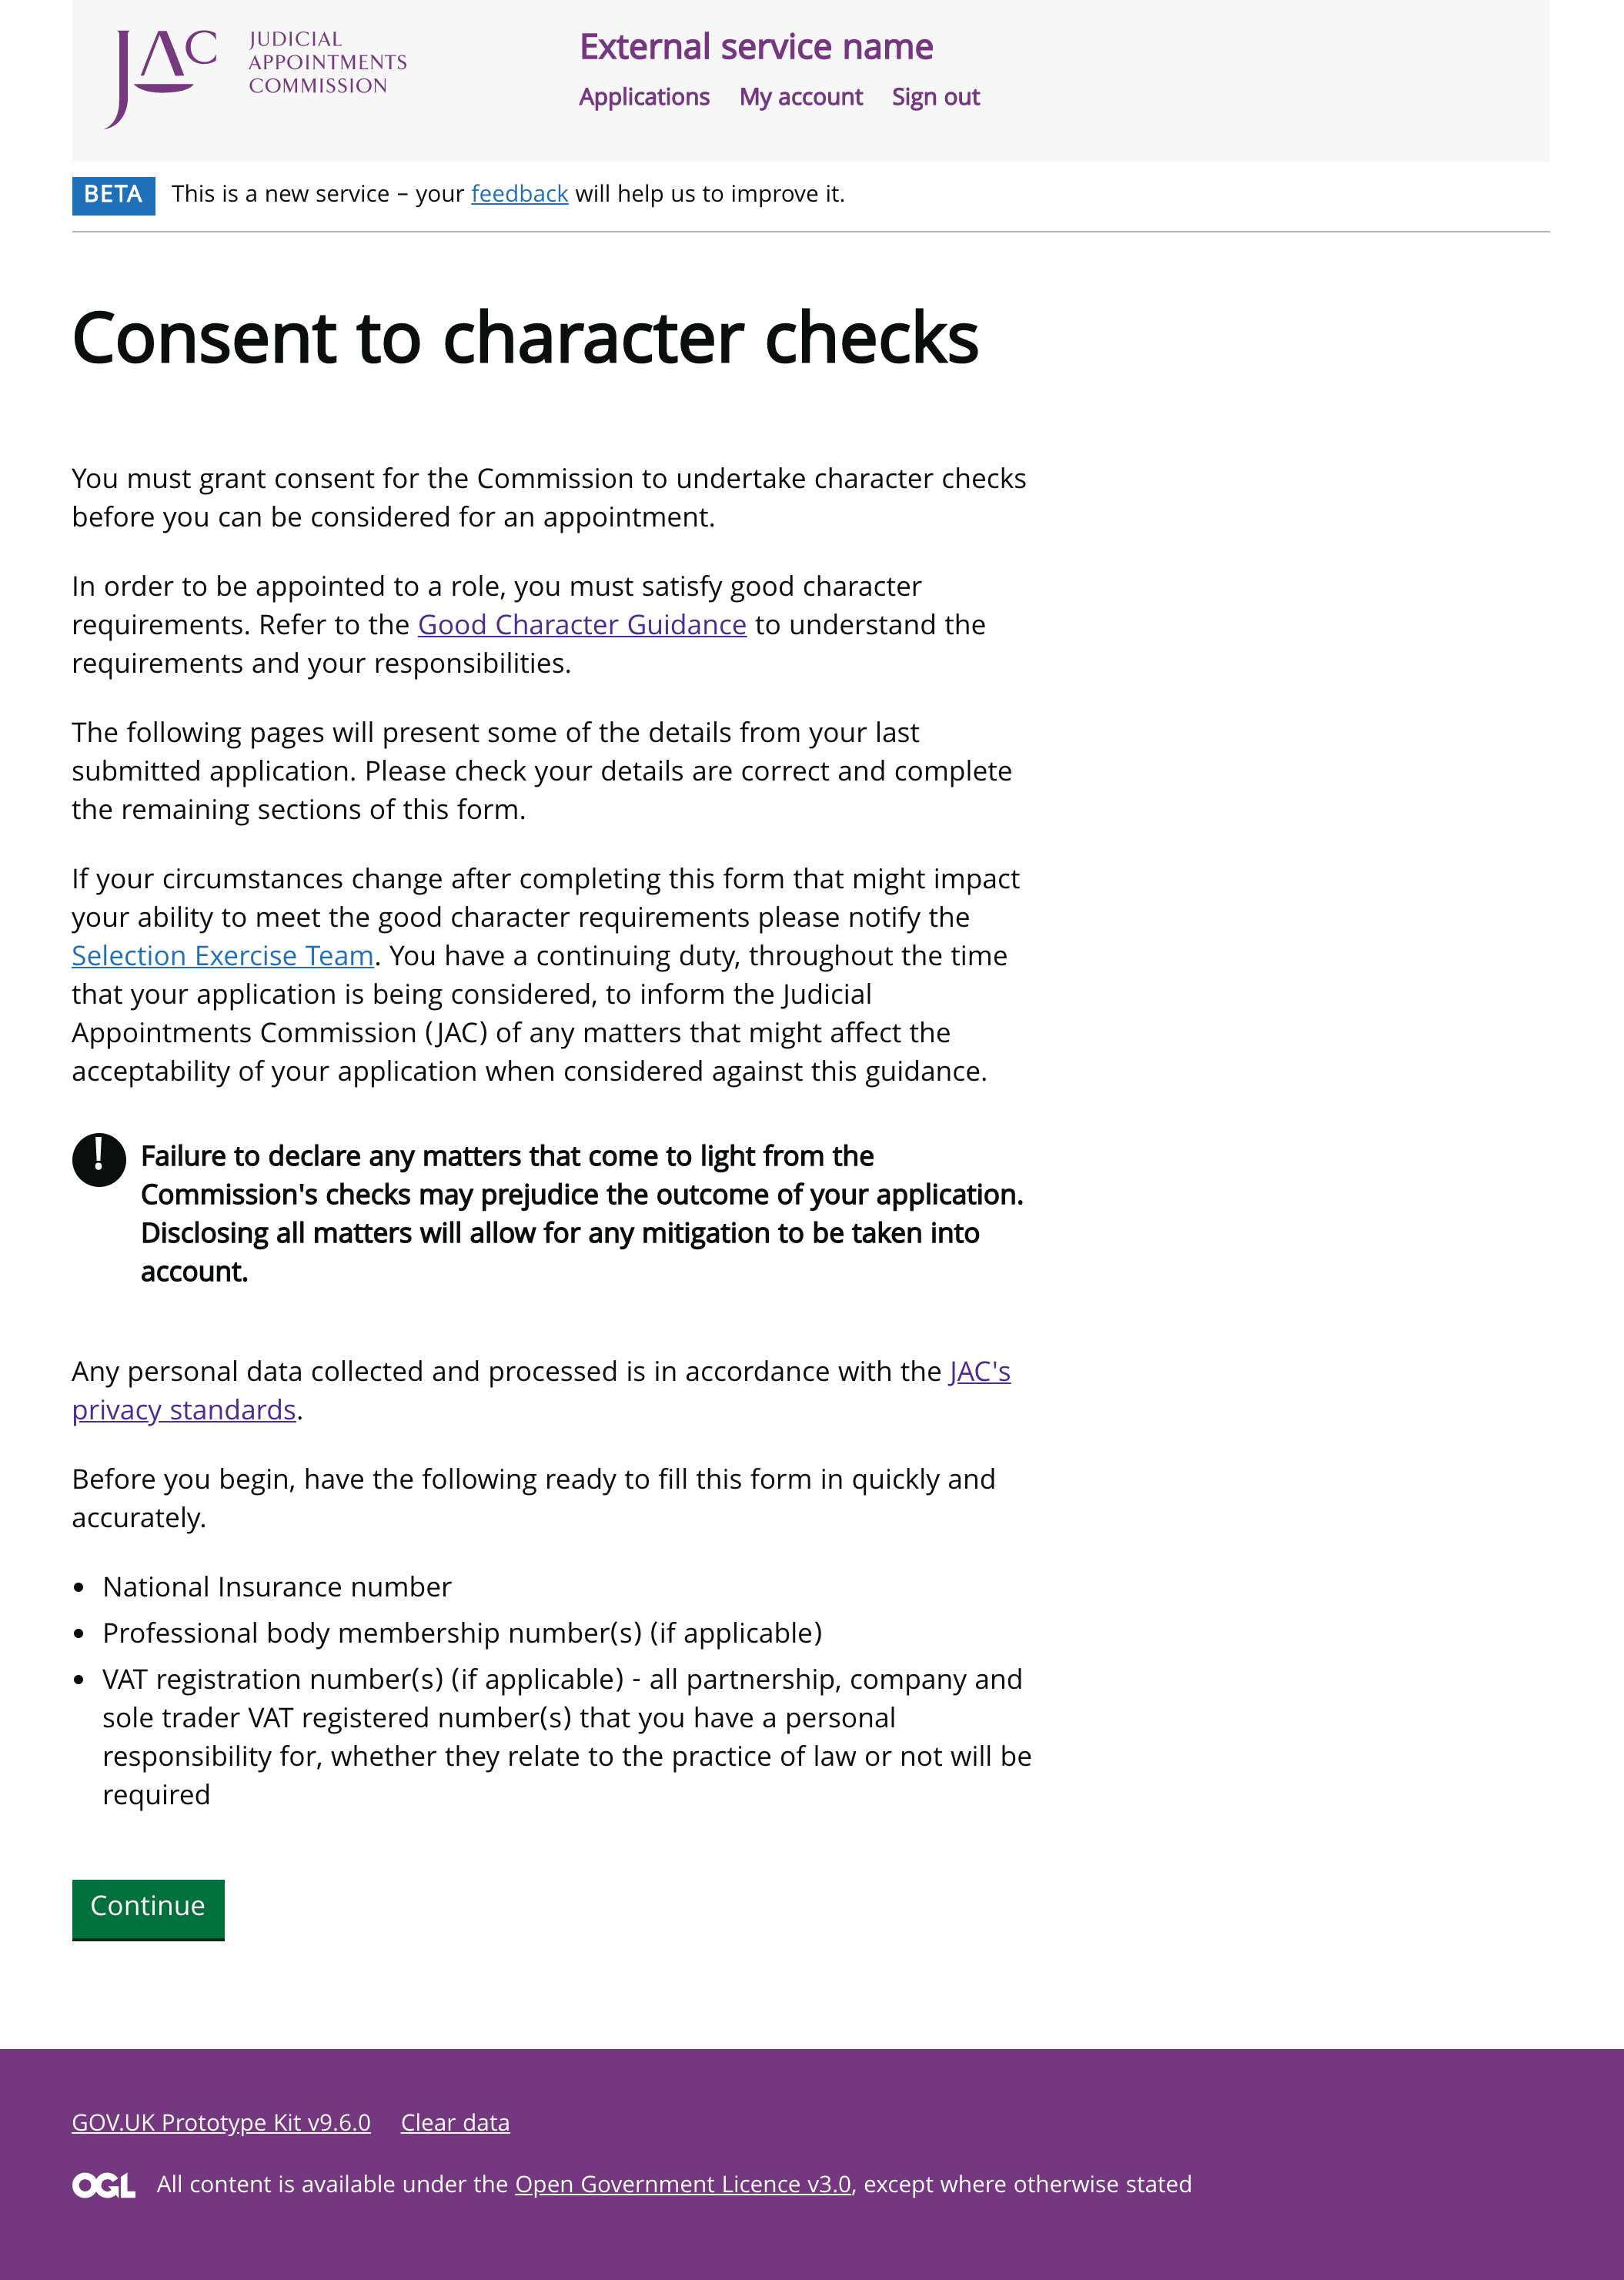 JAC
JUDICIAL
APPOINTMENTS
COMMISSION
External service name
Applications My account Sign out
BETA This is a new service – your feedback will help us to improve it.
Consent to character checks
You must grant consent for the Commission to undertake character checks
before you can be considered for an appointment.
In order to be appointed to a role, you must satisfy good character
requirements. Refer to the Good Character Guidance to understand the
requirements and your responsibilities.
The following pages will present some of the details from your last
submitted application. Please check your details are correct and complete
the remaining sections of this form.
If your circumstances change after completing this form that might impact
your ability to meet the good character requirements please notify the
Selection Exercise Team. You have a continuing duty, throughout the time
that your application is being considered, to inform the Judicial
Appointments Commission (JAC) of any matters that might affect the
acceptability of your application when considered against this guidance.
! Failure to declare any matters that come to light from the
Commission's checks may prejudice the outcome of your application.
Disclosing all matters will allow for any mitigation to be taken into
account.
Any personal data collected and processed is in accordance with the JAC's
privacy standards.
Before you begin, have the following ready to fill this form in quickly and
accurately.
• National Insurance number
• Professional body membership number(s) (if applicable)
• VAT registration number(s) (if applicable) - all partnership, company and
sole trader VAT registered number(s) that you have a personal
responsibility for, whether they relate to the practice of law or not will be
required
Continue
GOV.UK Prototype Kit v9.6.0 Clear data
OGL All content is available under the Open Government Licence v3.0, except where otherwise stated